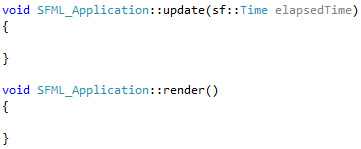 void SFML_Application::update(sf::Time elapsedTime)
{
}
void SFML_Application::render()
{
}